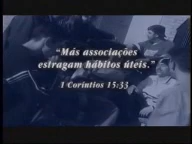 “Más associações
estragam hábitos úteis.”
1 Coríntios 15:33